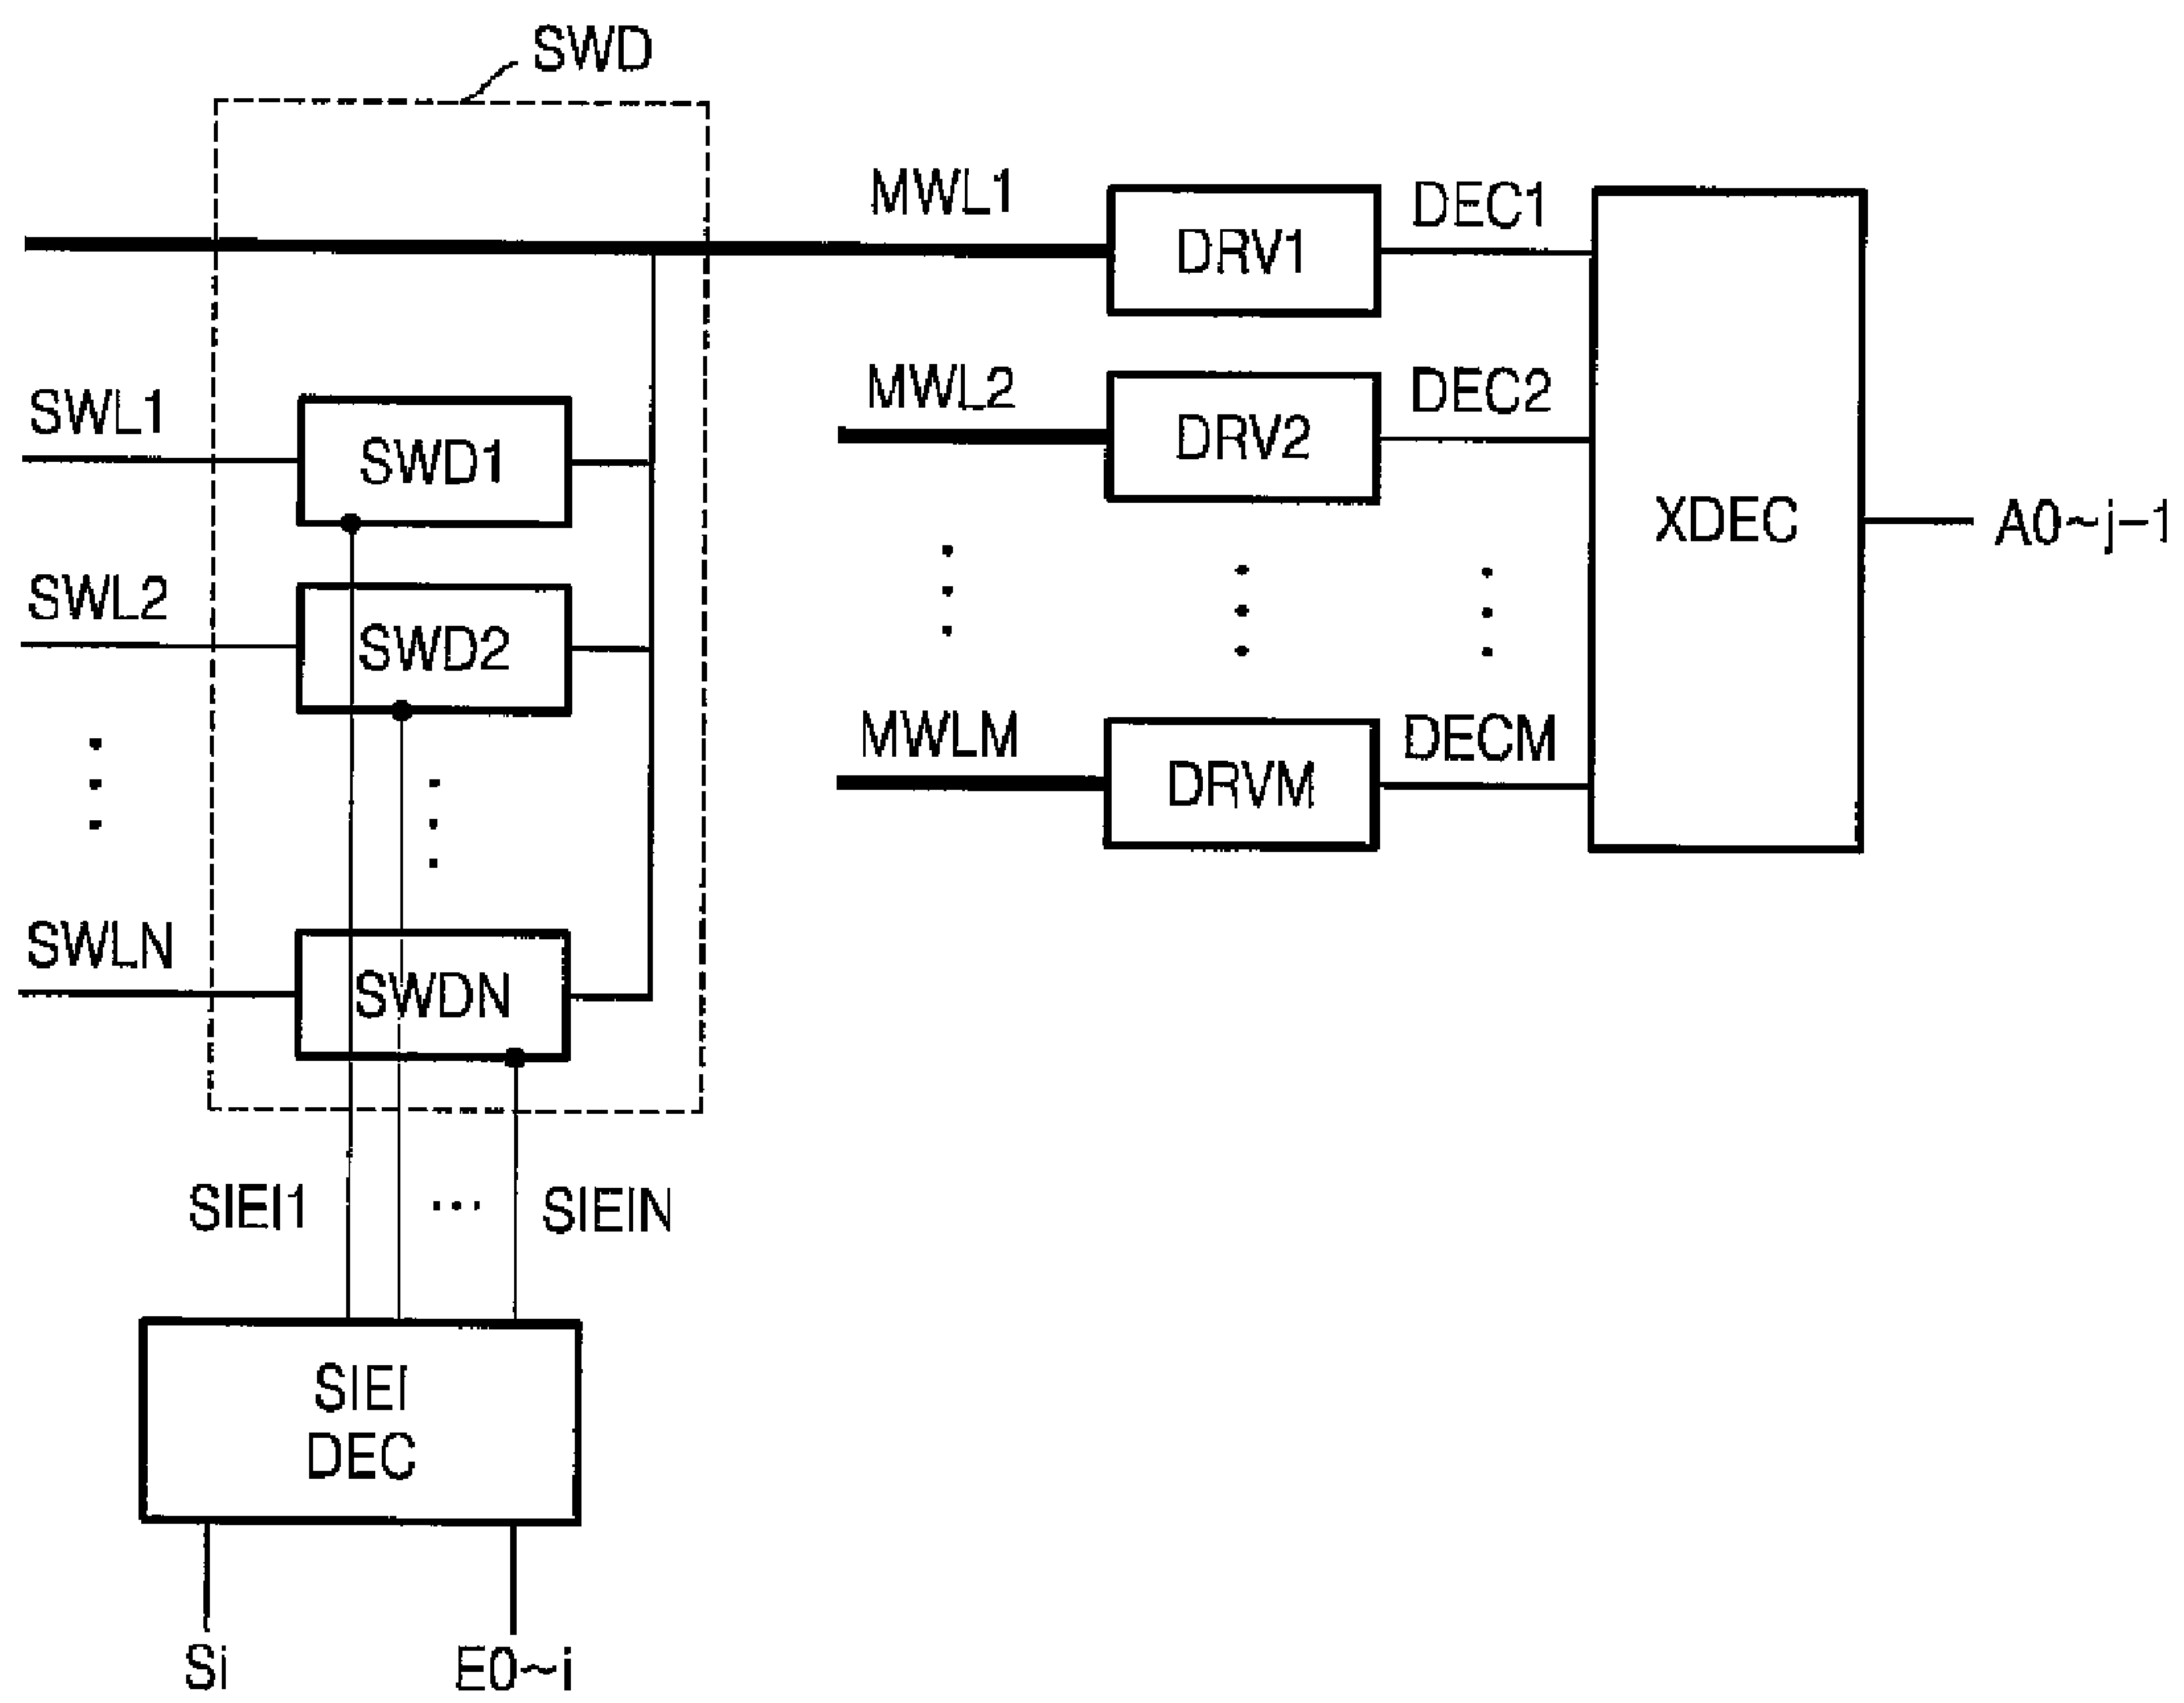 SWD
MWL1
DEC1
DRV1
MWL2
DEC2
SWL1
DRV2
SWD1
XDEC
A0~j-1
SWL2
SWD2
MWLM
DECM
DRVM
SWLN
SWDN
SIEI1
...
SIEIN
SIEI
DEC
Si
E0~i